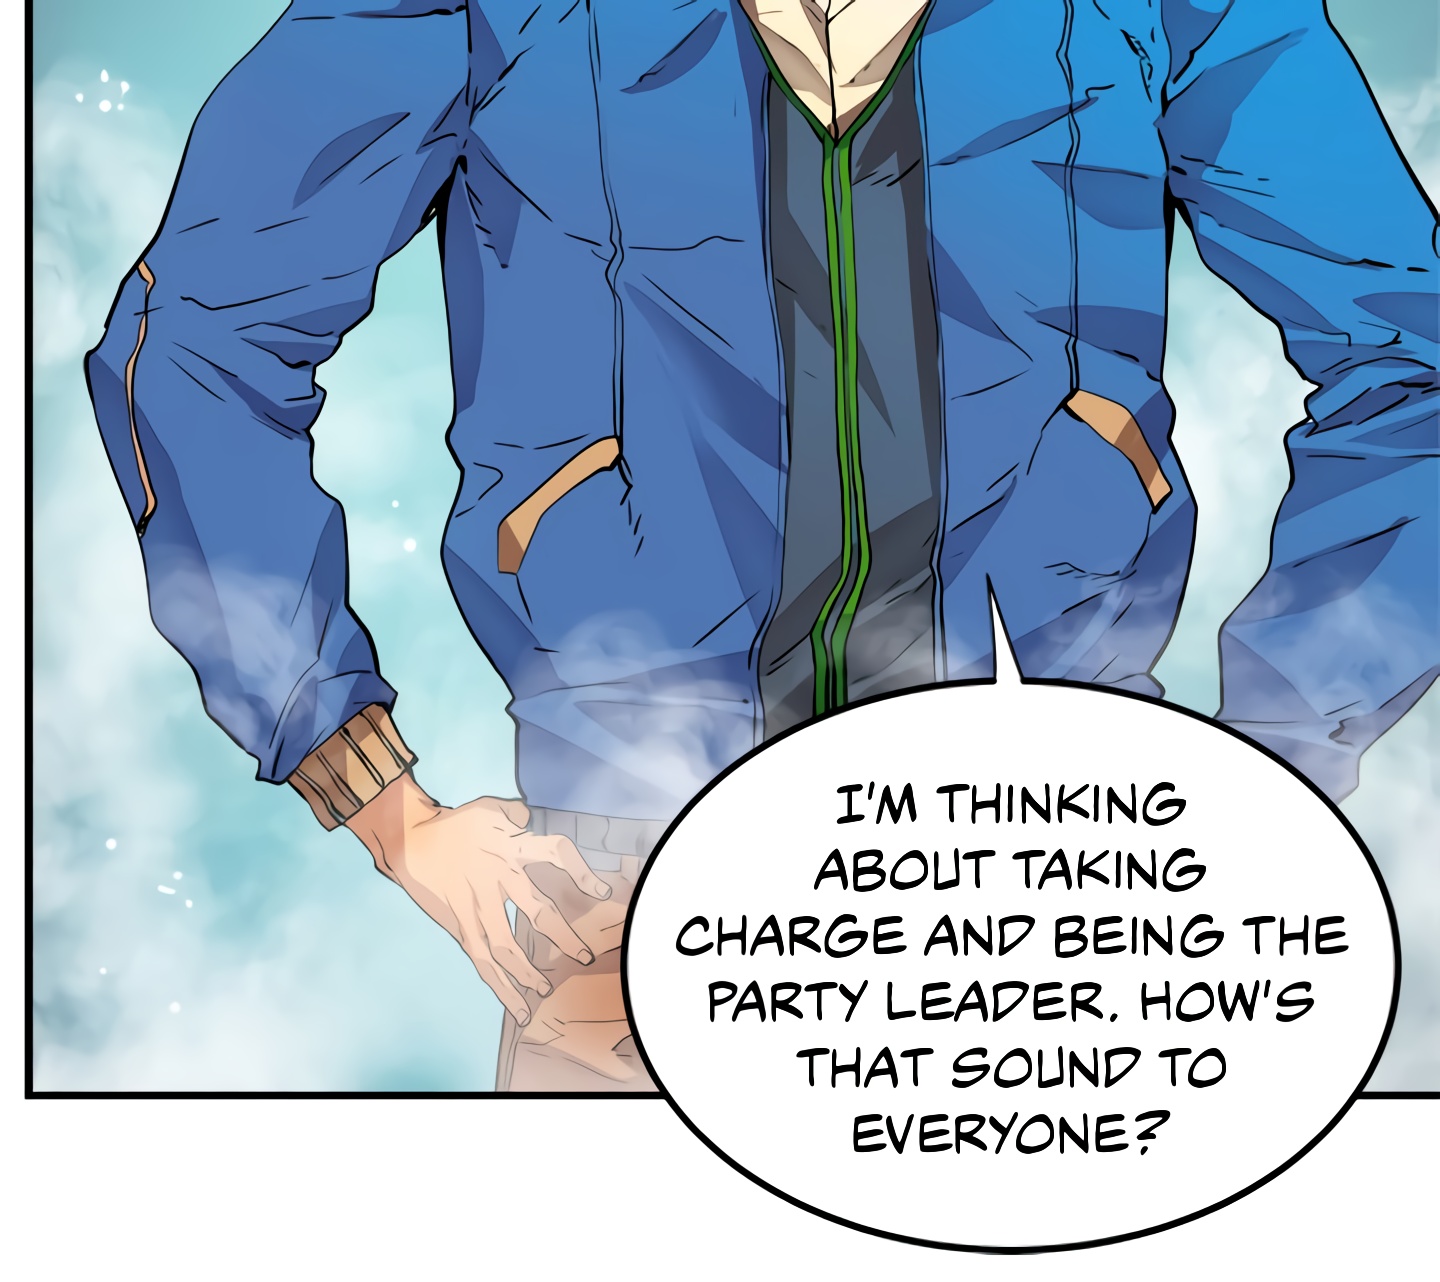 I'M THINKING
ABOUT TAKING
CHARGE AND BEING THE
PARTY LEADER. HOW'S
THAT SOUND TO
EVERYONE?